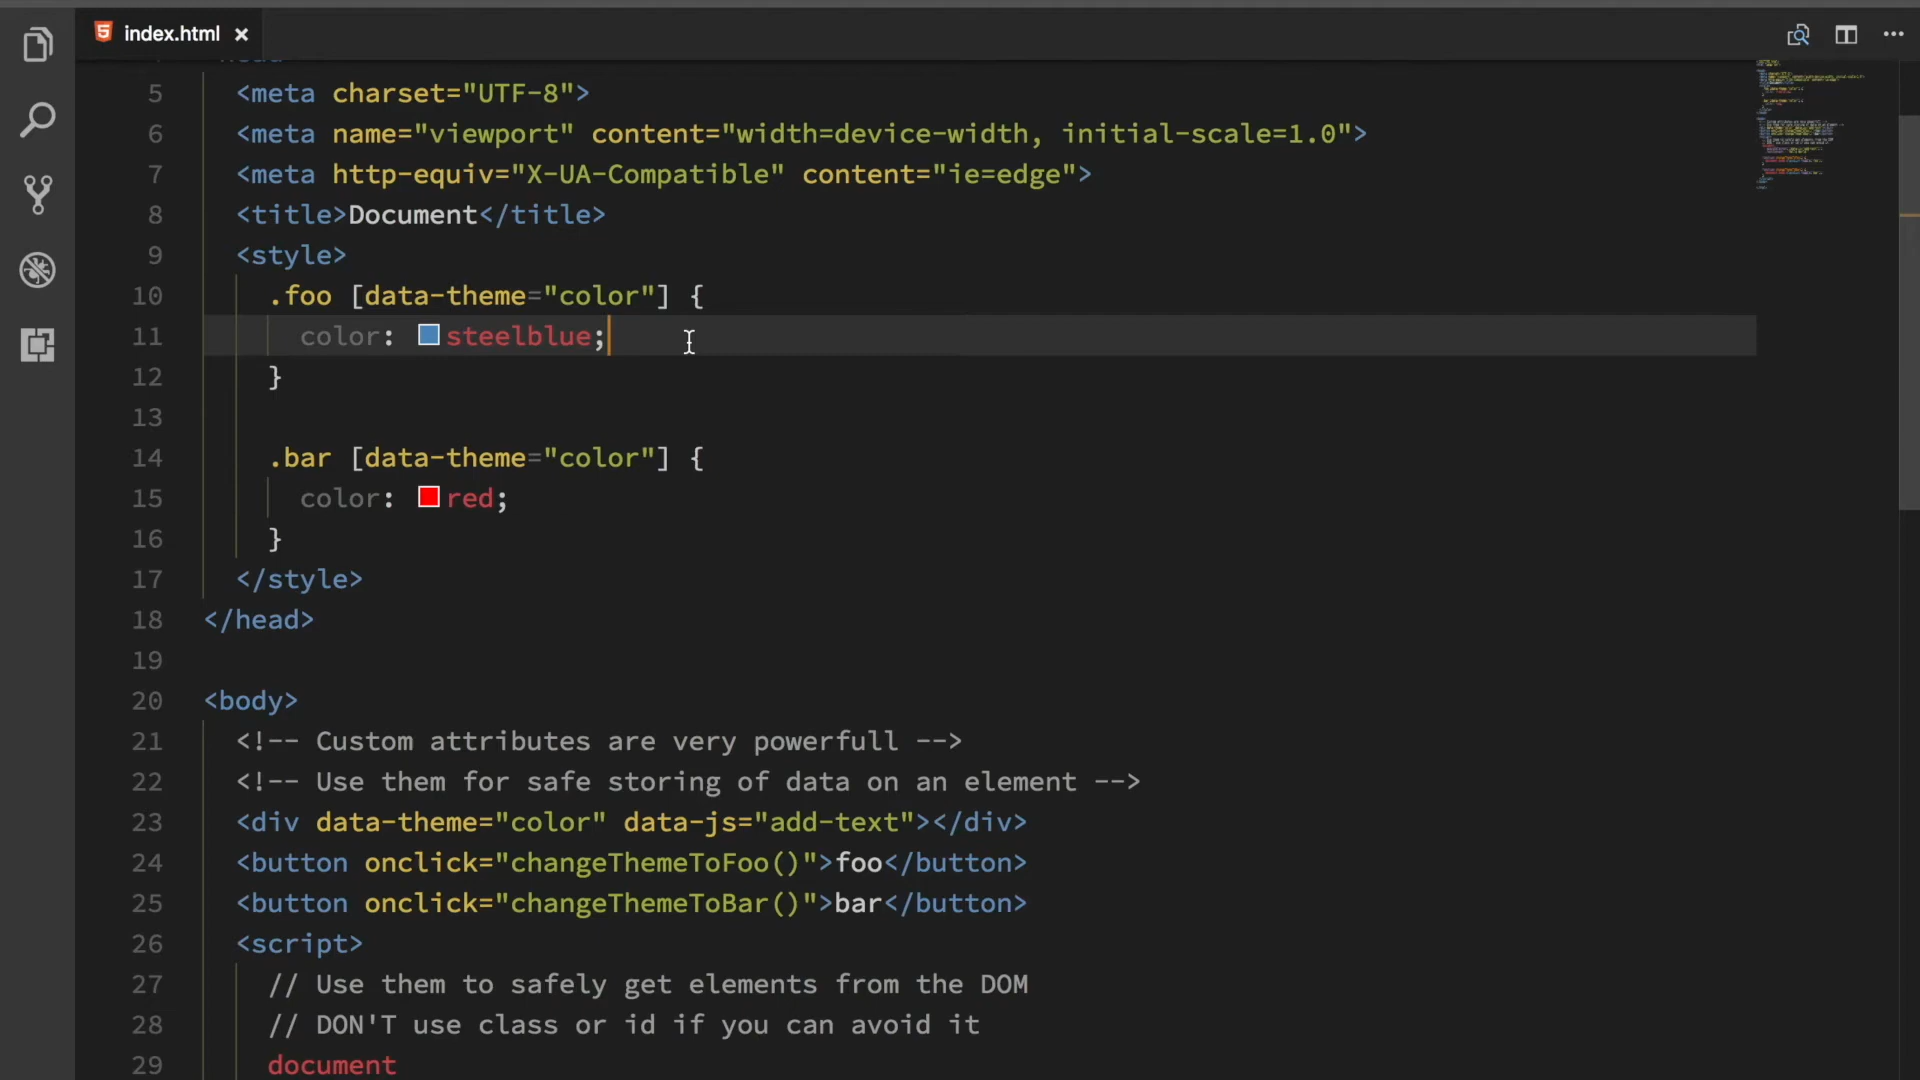 index.html ×
5 <meta charset="UTF-8">
6 <meta name="viewport" content="width=device-width, initial-scale=1.0">
7 <meta http-equiv="X-UA-Compatible" content="ie=edge">
8 <title>Document</title>
9 <style>
10 .foo [data-theme="color"] {
11 color: steelblue;
12 }
13
14 .bar [data-theme="color"] {
15 color: red;
16 }
17 </style>
18 </head>
19
20 <body>
21 <!-- Custom attributes are very powerfull -->
22 <!-- Use them for safe storing of data on an element -->
23 <div data-theme="color" data-js="add-text"></div>
24 <button onclick="changeThemeToFoo()">foo</button>
25 <button onclick="changeThemeToBar()">bar</button>
26 <script>
27 // Use them to safely get elements from the DOM
28 // DON'T use class or id if you can avoid it
29 document